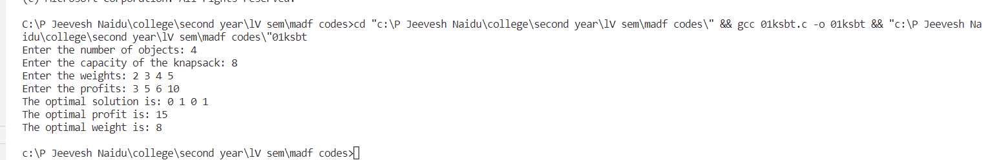 (c) Microsoft Corporation. All rights reserved.
C:\P Jeevesh Naidu\college\second year\lV sem\madf codes>cd "c:\P Jeevesh Naidu\college\second year\lV sem\madf codes\" && gcc 01ksbt.c -o 01ksbt && "c:\P Jeevesh Na
idu\college\second year\lV sem\madf codes\"01ksbt
Enter the number of objects: 4
Enter the capacity of the knapsack: 8
Enter the weights: 2 3 4 5
Enter the profits: 3 5 6 10
The optimal solution is: 0 1 0 1
The optimal profit is: 15
The optimal weight is: 8
c:\P Jeevesh Naidu\college\second year\lV sem\madf codes>